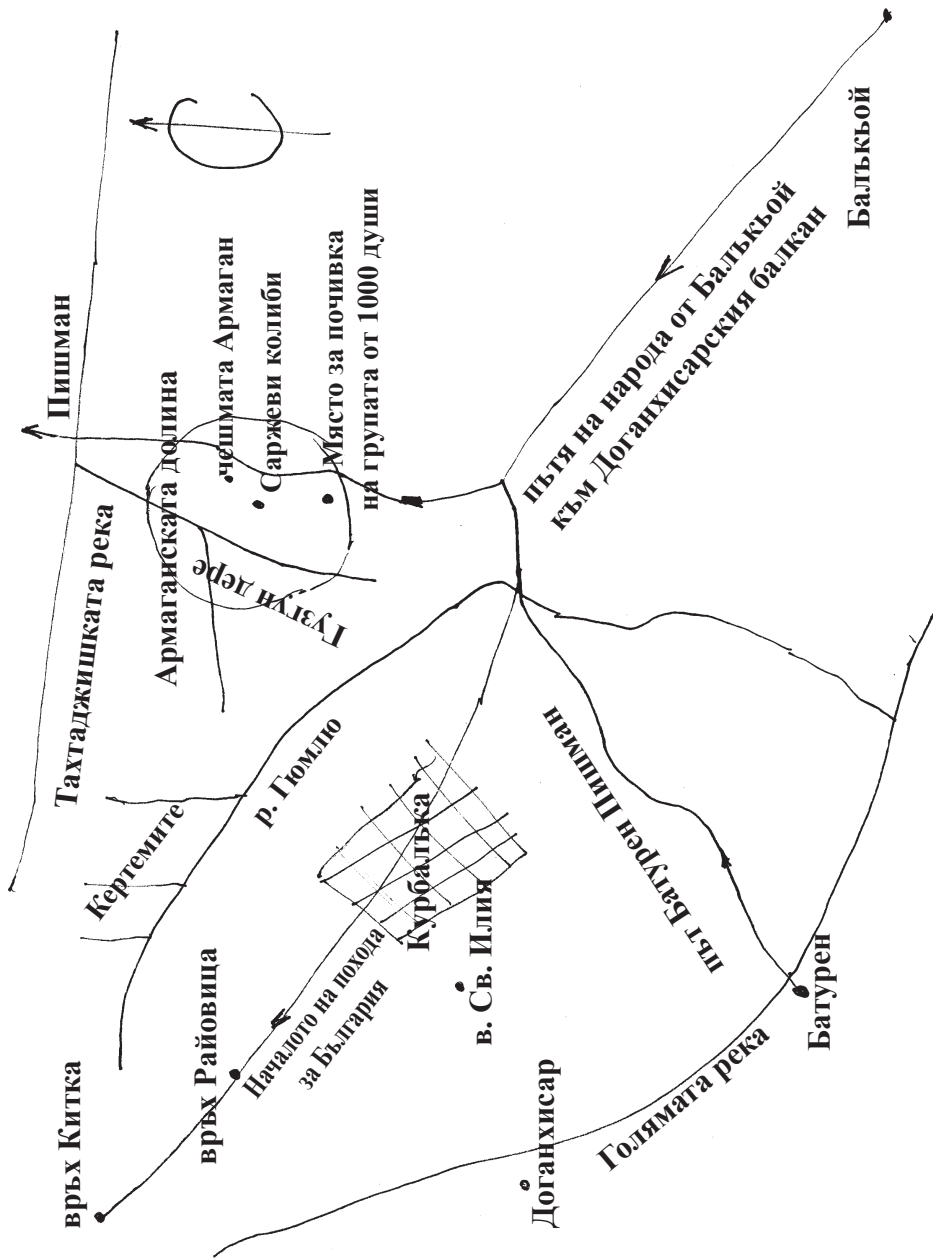 връх Китка
връх Райовица
Кертемите
Тахтаджишката река
Пишман
С
Армаганската долина
чешмата Армаган
Саржеви колиби
Място за почивка
на групата от 1000 души
Гузгун дере
р. Гюмлю
Началото на похода
за България
Курбалъка
в. Св. Илия
Доганхисар
Голямата река
Батурен
път Батурен Пишман
пътя на народа от Балъкьой
към Доганхисарския балкан
Балъкьой